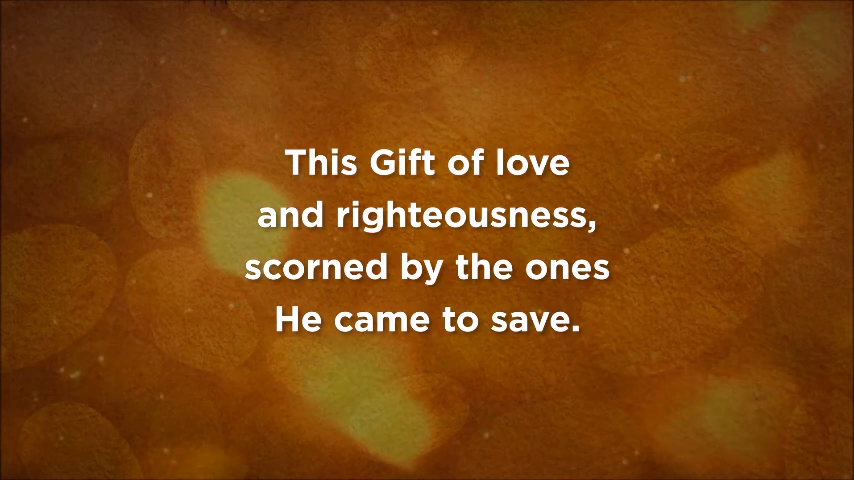 This Gift of love
and righteousness,
scorned by the ones
He came to save.